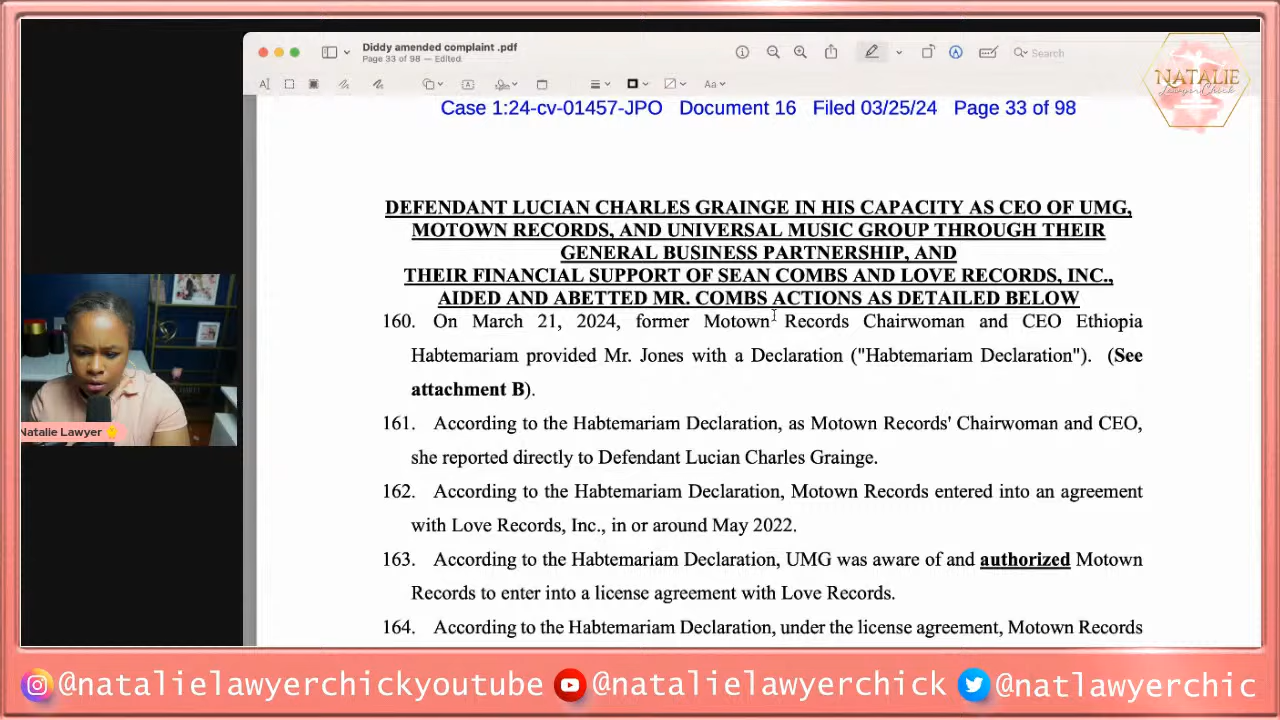 Diddy amended complaint .pdf
Page 33 of 98 — Edited
Search
NATALIE
Lawyer Chick
Case 1:24-cv-01457-JPO Document 16 Filed 03/25/24 Page 33 of 98
DEFENDANT LUCIAN CHARLES GRAINGE IN HIS CAPACITY AS CEO OF UMG,
MOTOWN RECORDS, AND UNIVERSAL MUSIC GROUP THROUGH THEIR
GENERAL BUSINESS PARTNERSHIP, AND
THEIR FINANCIAL SUPPORT OF SEAN COMBS AND LOVE RECORDS, INC.,
AIDED AND ABETTED MR. COMBS ACTIONS AS DETAILED BELOW
160. On March 21, 2024, former Motown Records Chairwoman and CEO Ethiopia
Habtemariam provided Mr. Jones with a Declaration ("Habtemariam Declaration"). (See
attachment B).
161. According to the Habtemariam Declaration, as Motown Records' Chairwoman and CEO,
she reported directly to Defendant Lucian Charles Grainge.
162. According to the Habtemariam Declaration, Motown Records entered into an agreement
with Love Records, Inc., in or around May 2022.
163. According to the Habtemariam Declaration, UMG was aware of and authorized Motown
Records to enter into a license agreement with Love Records.
164. According to the Habtemariam Declaration, under the license agreement, Motown Records
Natalie Lawyer
@natalielawyerchickyoutube
@natalielawyerchick
@natlawyerchic